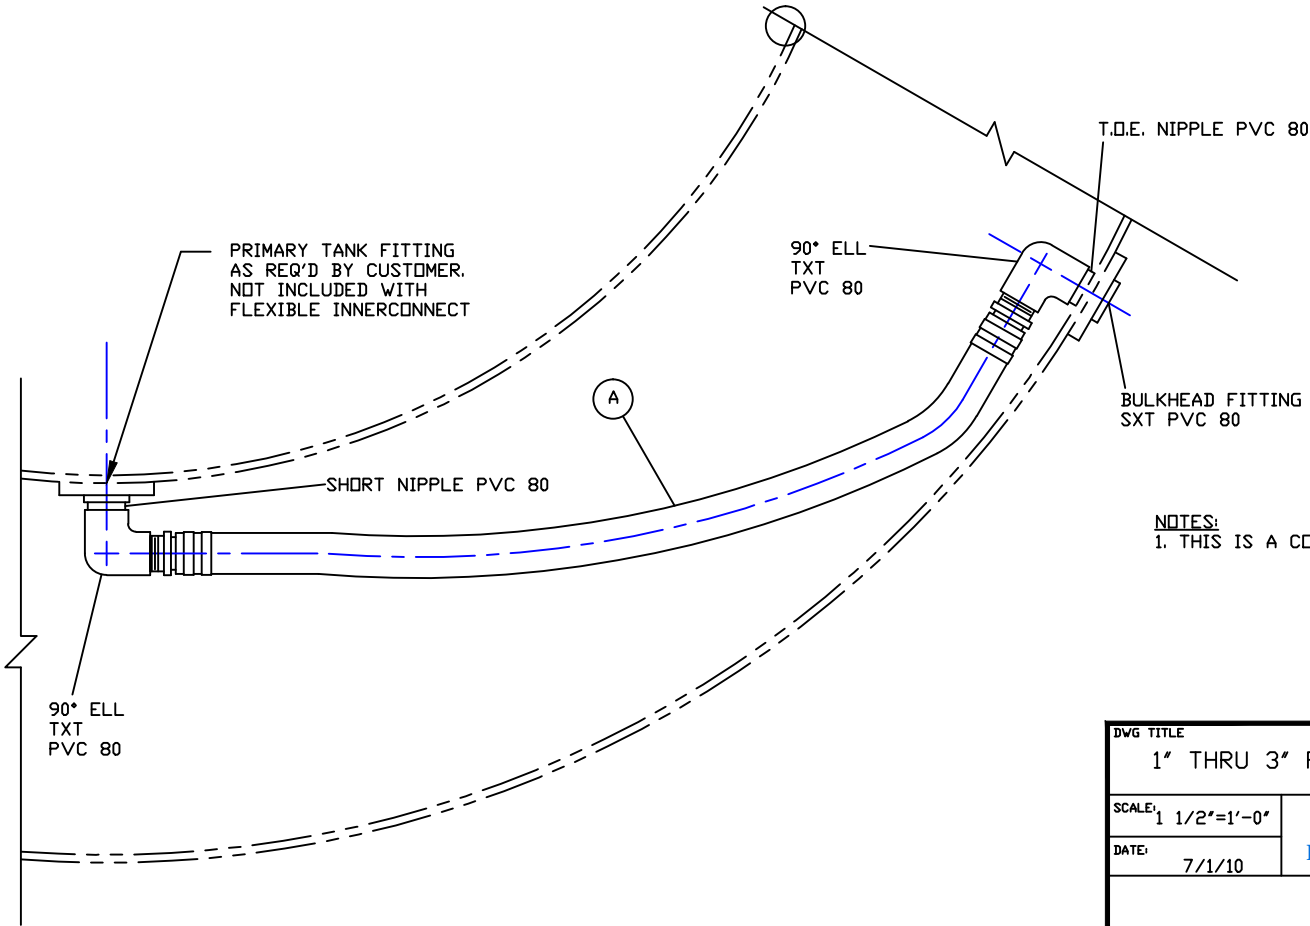 T.O.E. NIPPLE PVC 80
90° ELL
TXT
PVC 80
PRIMARY TANK FITTING
AS REQ'D BY CUSTOMER.
NOT INCLUDED WITH
FLEXIBLE INNERCONNECT
A
BULKHEAD FITTING
SXT PVC 80
SHORT NIPPLE PVC 80
NOTES:
1. THIS IS A
90° ELL
TXT
PVC 80
DWG TITLE
1" THRU 3"
SCALE: 1 1/2"=1'-0"
DATE: 7/1/10